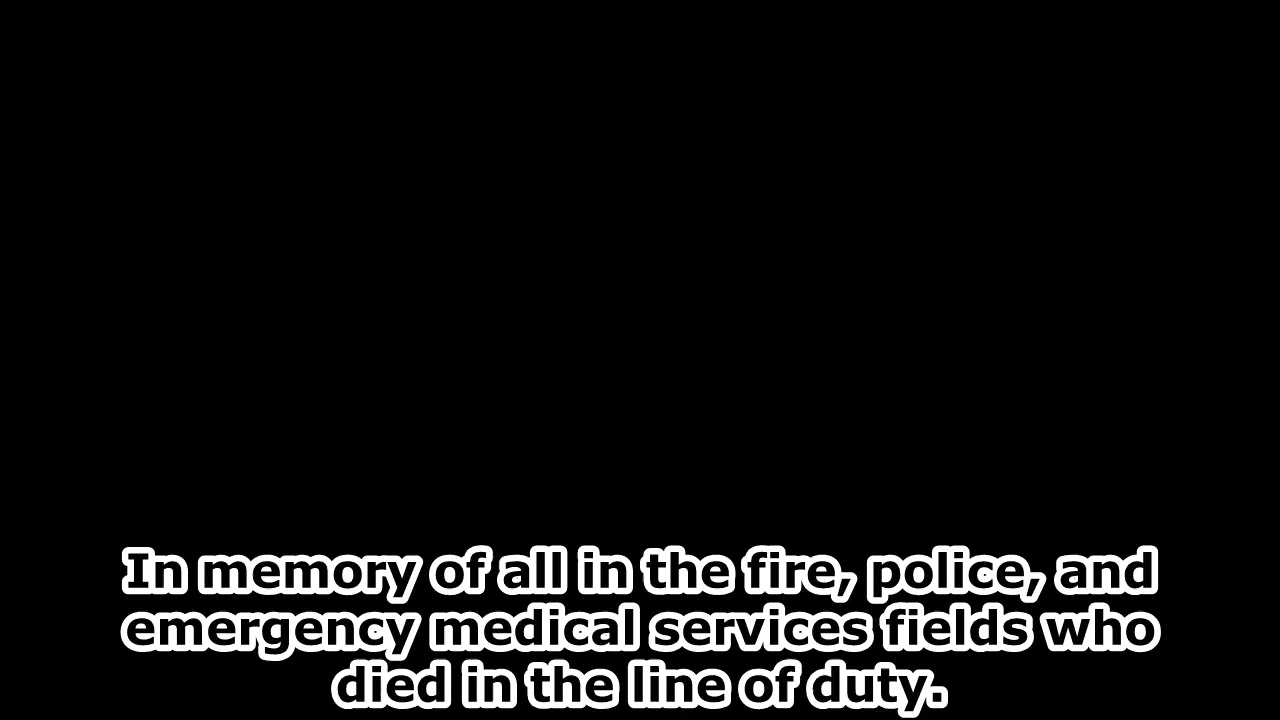 In memory of all in the fire, police, and
emergency medical services fields who
died in the line of duty.